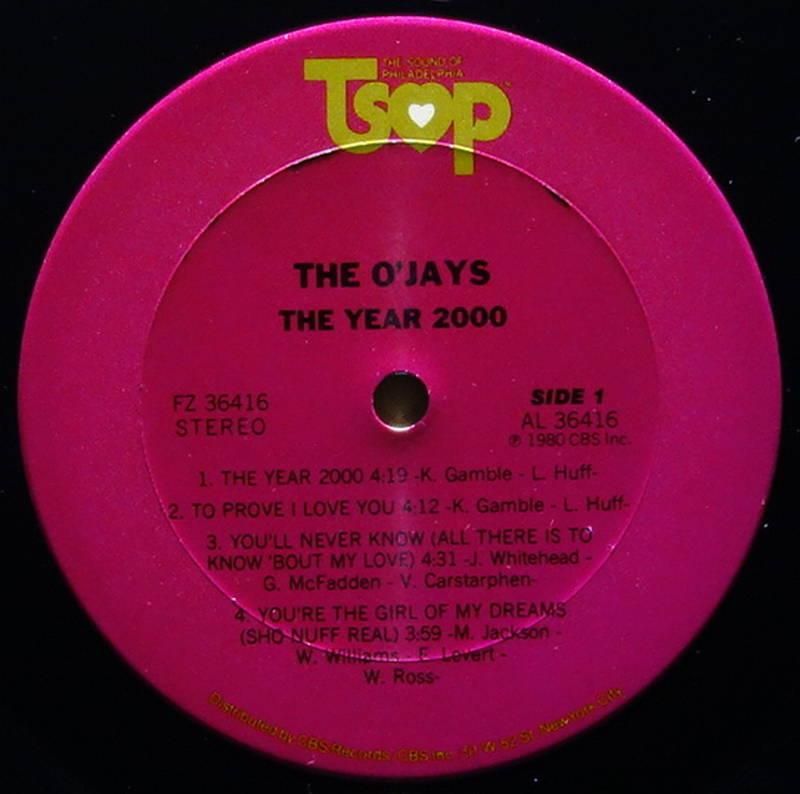 THE SOUND OF
PHILADELPHIA
TSOP
THE O'JAYS
THE YEAR 2000
FZ 36416
STEREO
SIDE 1
AL 36416
℗ 1980 CBS Inc.
1. THE YEAR 2000 4:19 -K. Gamble - L. Huff-
2. TO PROVE I LOVE YOU 4:12 -K. Gamble - L. Huff-
3. YOU'LL NEVER KNOW (ALL THERE IS TO
KNOW 'BOUT MY LOVE) 4:31 -J. Whitehead -
G. McFadden - V. Carstarphen-
4. YOU'RE THE GIRL OF MY DREAMS
(SHO NUFF REAL) 3:59 -M. Jackson -
W. Williams - E. Levert -
W. Ross-
Distributed by CBS Records, CBS Inc. 51 W 52 St. New York City